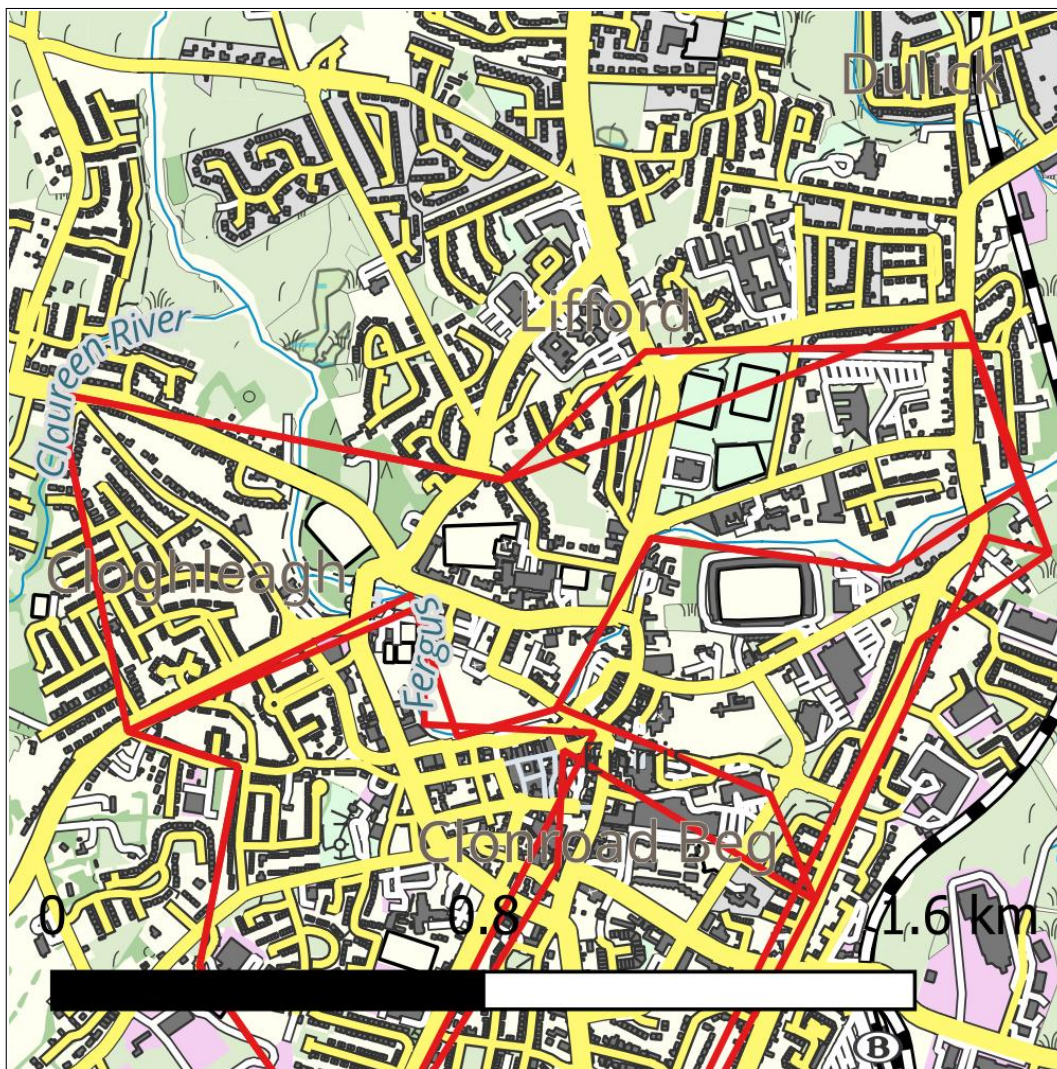 Dulick
Lifford
Claureen River
Cloghleagh
Fergus
Clonroad Beg
0 0.8 1.6 km
B